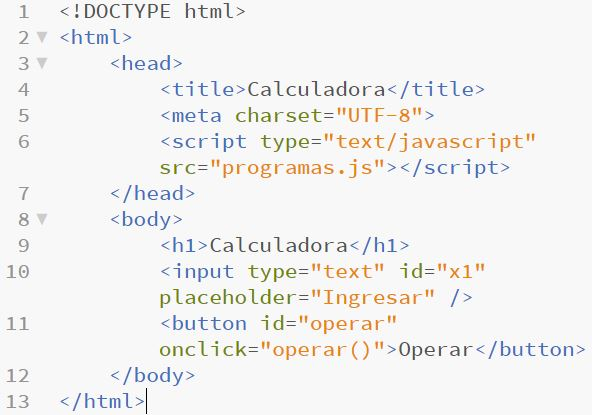 1 <!DOCTYPE html>
2 <html>
3 <head>
4 <title>Calculadora</title>
5 <meta charset="UTF-8">
6 <script type="text/javascript"
src="programas.js"></script>
7 </head>
8 <body>
9 <h1>Calculadora</h1>
10 <input type="text" id="x1"
placeholder="Ingresar" />
11 <button id="operar"
onclick="operar()">Operar</button>
12 </body>
13 </html>